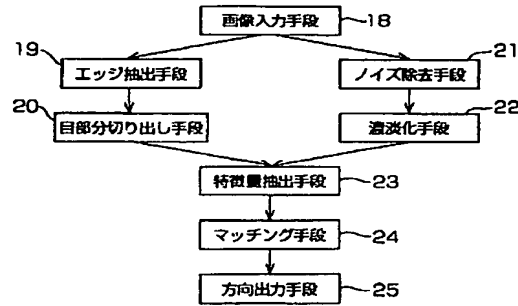 画像入力手段 18
19 エッジ抽出手段
ノイズ除去手段 21
20 目部分切り出し手段
濃淡化手段 22
特徴量抽出手段 23
マッチング手段 24
方向出力手段 25